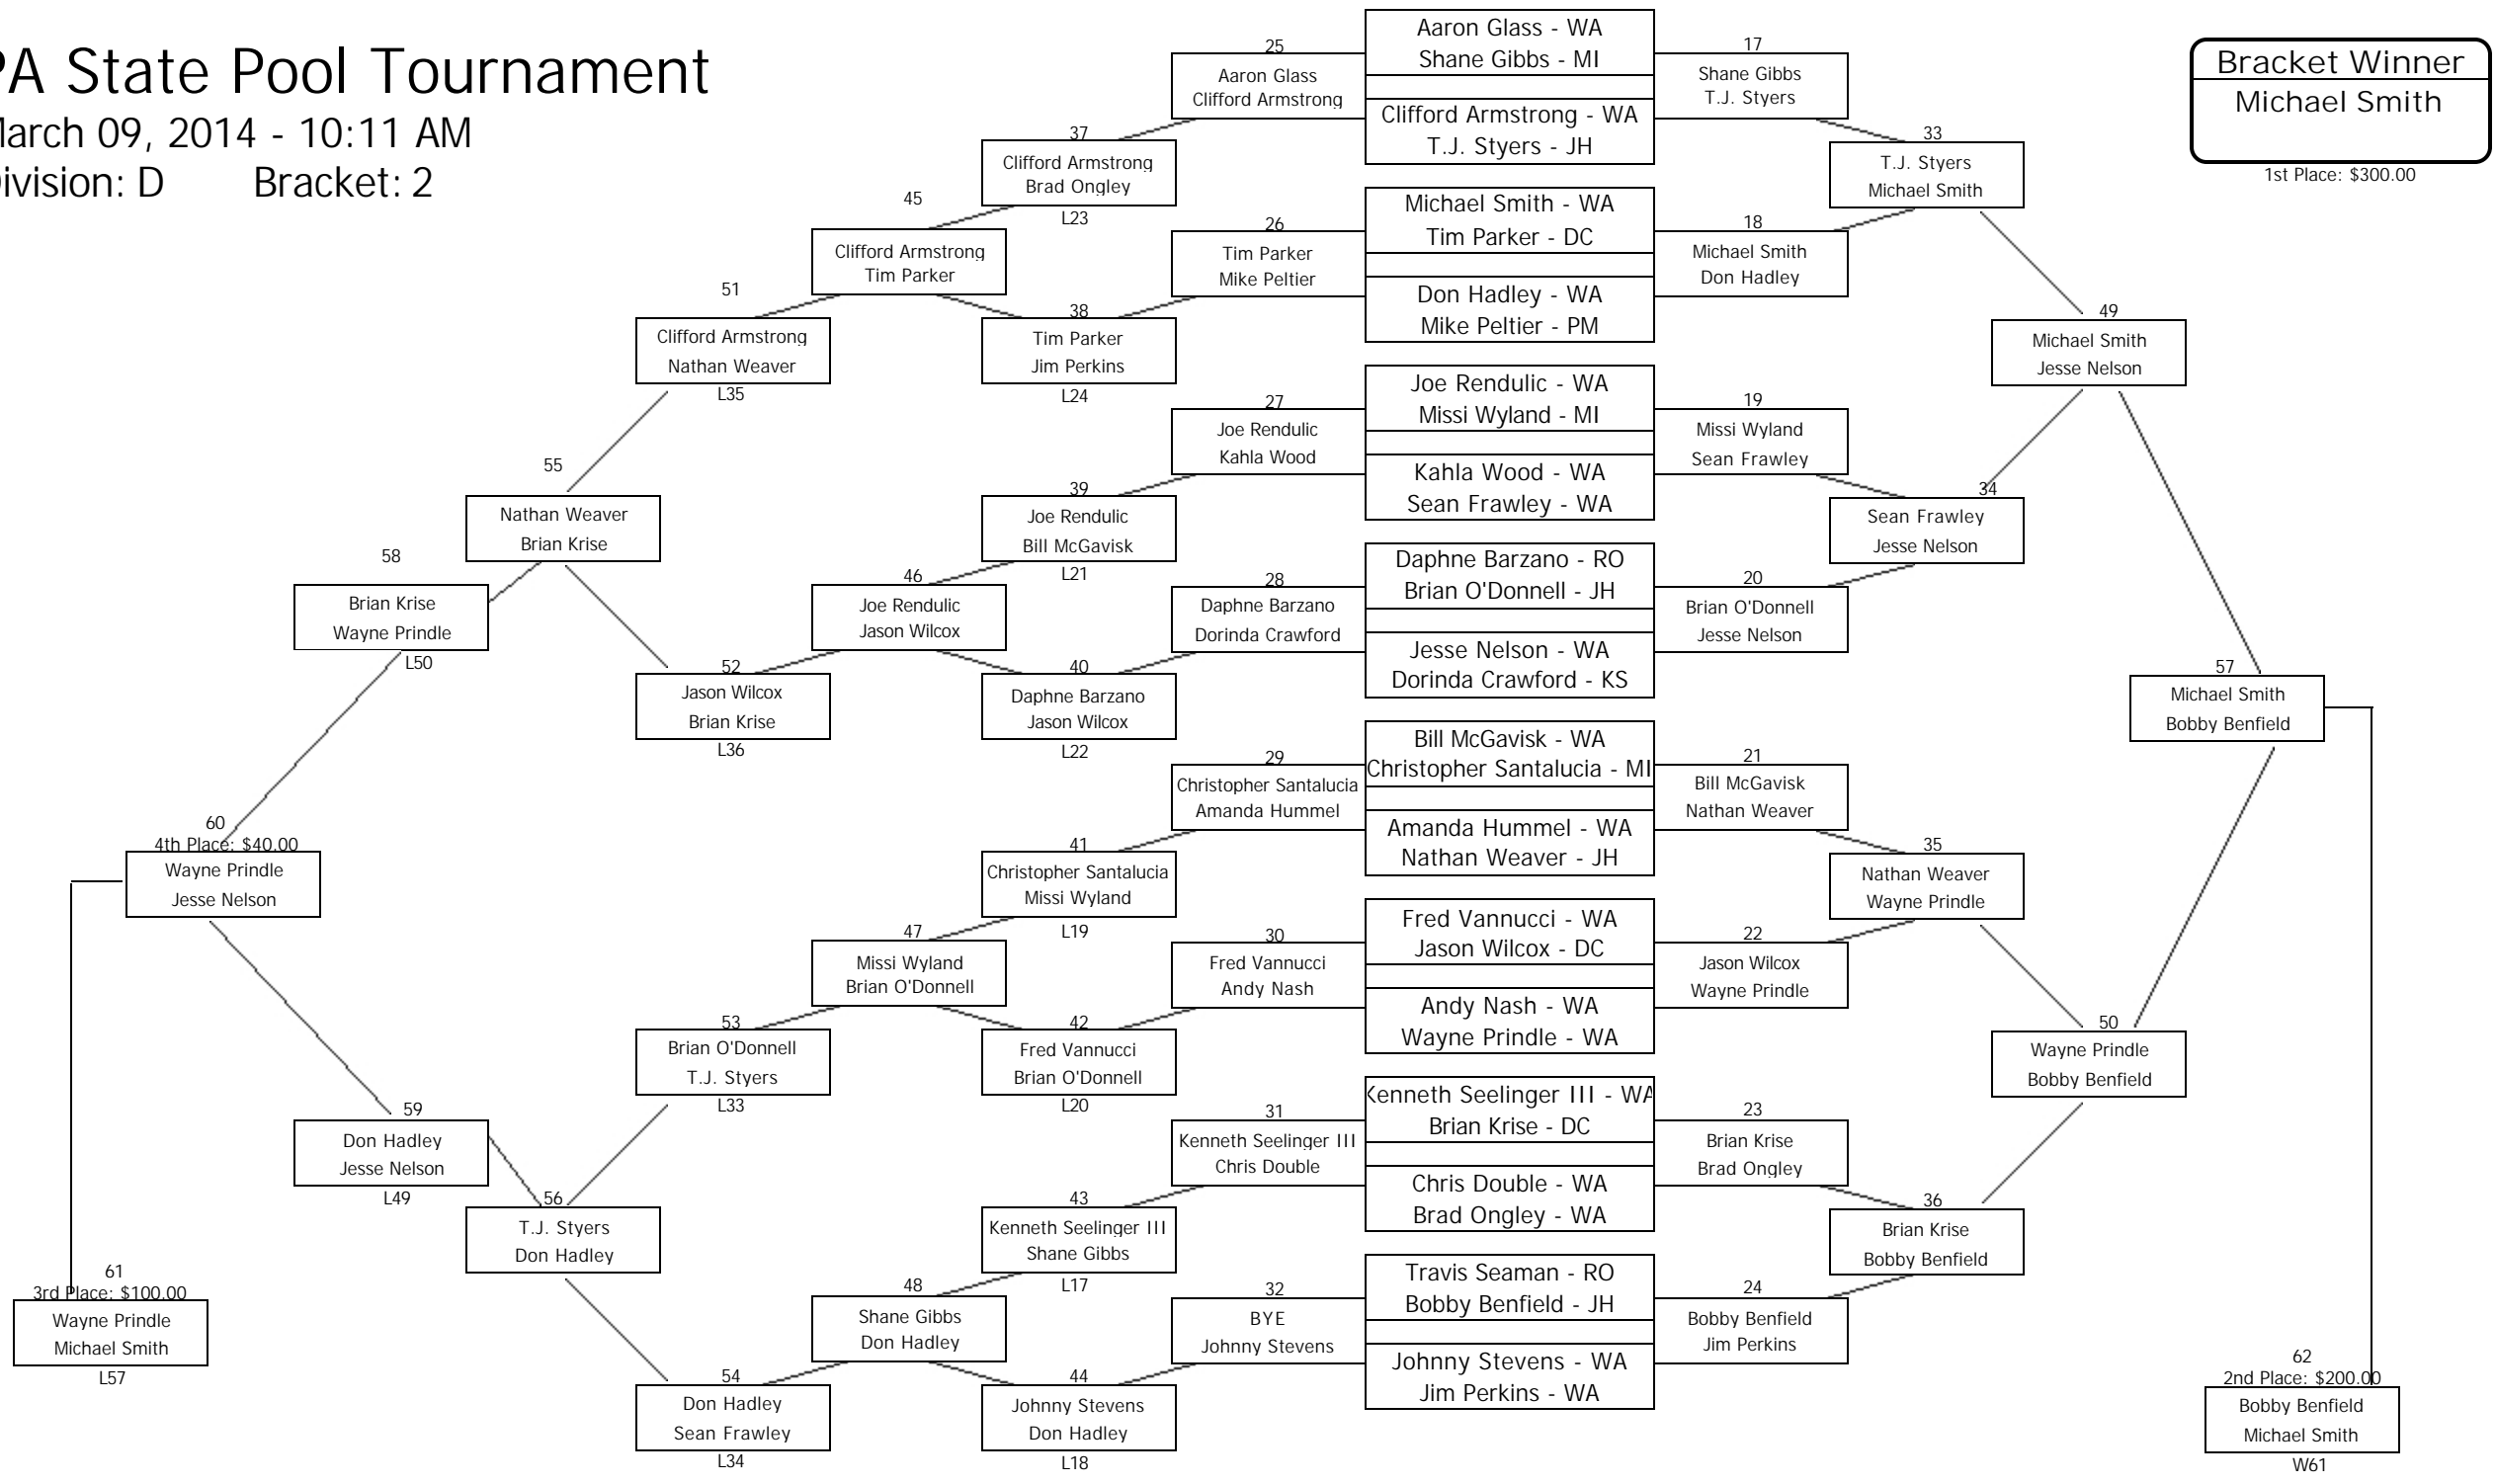 PA State Pool Tournament
March 09, 2014 - 10:11 AM
Division: D Bracket: 2
Bracket Winner
Michael Smith
1st Place: $300.00
60
4th Place: $40.00
Wayne Prindle
Jesse Nelson
61
3rd Place: $100.00
Wayne Prindle
Michael Smith
L57
58
Brian Krise
Wayne Prindle
L50
59
Don Hadley
Jesse Nelson
L49
55
Nathan Weaver
Brian Krise
56
T.J. Styers
Don Hadley
51
Clifford Armstrong
Nathan Weaver
L35
52
Jason Wilcox
Brian Krise
L36
53
Brian O'Donnell
T.J. Styers
L33
54
Don Hadley
Sean Frawley
L34
45
Clifford Armstrong
Tim Parker
46
Joe Rendulic
Jason Wilcox
47
Missi Wyland
Brian O'Donnell
48
Shane Gibbs
Don Hadley
37
Clifford Armstrong
Brad Ongley
L23
38
Tim Parker
Jim Perkins
L24
39
Joe Rendulic
Bill McGavisk
L21
40
Daphne Barzano
Jason Wilcox
L22
41
Christopher Santalucia
Missi Wyland
L19
42
Fred Vannucci
Brian O'Donnell
L20
43
Kenneth Seelinger III
Shane Gibbs
L17
44
Johnny Stevens
Don Hadley
L18
25
Aaron Glass
Clifford Armstrong
26
Tim Parker
Mike Peltier
27
Joe Rendulic
Kahla Wood
28
Daphne Barzano
Dorinda Crawford
29
Christopher Santalucia
Amanda Hummel
30
Fred Vannucci
Andy Nash
31
Kenneth Seelinger III
Chris Double
32
BYE
Johnny Stevens
Aaron Glass - WA
Shane Gibbs - MI
Clifford Armstrong - WA
T.J. Styers - JH
Michael Smith - WA
Tim Parker - DC
Don Hadley - WA
Mike Peltier - PM
Joe Rendulic - WA
Missi Wyland - MI
Kahla Wood - WA
Sean Frawley - WA
Daphne Barzano - RO
Brian O'Donnell - JH
Jesse Nelson - WA
Dorinda Crawford - KS
Bill McGavisk - WA
Christopher Santalucia - MI
Amanda Hummel - WA
Nathan Weaver - JH
Fred Vannucci - WA
Jason Wilcox - DC
Andy Nash - WA
Wayne Prindle - WA
Kenneth Seelinger III - WA
Brian Krise - DC
Chris Double - WA
Brad Ongley - WA
Travis Seaman - RO
Bobby Benfield - JH
Johnny Stevens - WA
Jim Perkins - WA
17
Shane Gibbs
T.J. Styers
18
Michael Smith
Don Hadley
19
Missi Wyland
Sean Frawley
20
Brian O'Donnell
Jesse Nelson
21
Bill McGavisk
Nathan Weaver
22
Jason Wilcox
Wayne Prindle
23
Brian Krise
Brad Ongley
24
Bobby Benfield
Jim Perkins
33
T.J. Styers
Michael Smith
34
Sean Frawley
Jesse Nelson
35
Nathan Weaver
Wayne Prindle
36
Brian Krise
Bobby Benfield
49
Michael Smith
Jesse Nelson
50
Wayne Prindle
Bobby Benfield
57
Michael Smith
Bobby Benfield
62
2nd Place: $200.00
Bobby Benfield
Michael Smith
W61